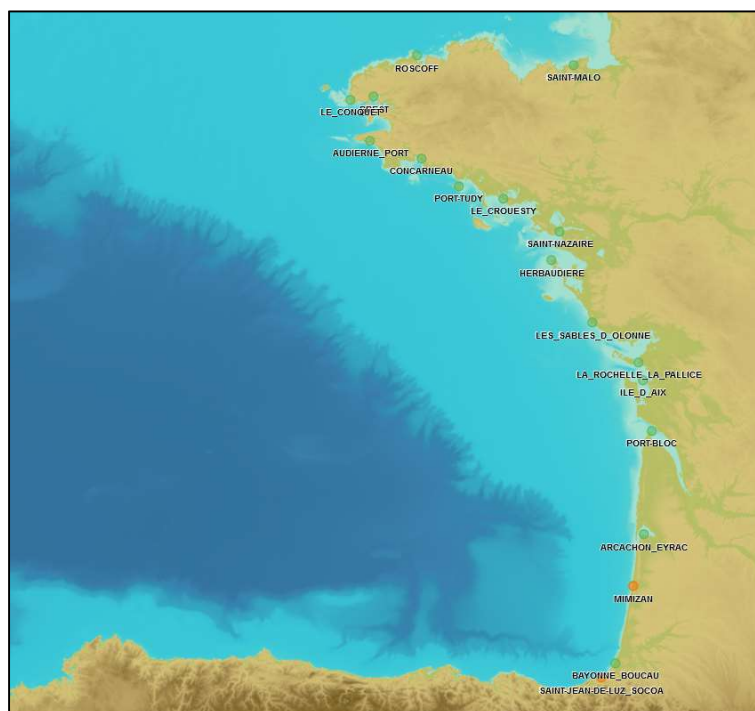 ROSCOFF
SAINT-MALO
BREST
LE_CONQUET
AUDIERNE_PORT
CONCARNEAU
PORT-TUDY
LE_CROUESTY
SAINT-NAZAIRE
HERBAUDIERE
LES_SABLES_D_OLONNE
LA_ROCHELLE_LA_PALLICE
ILE_D_AIX
PORT-BLOC
ARCACHON_EYRAC
MIMIZAN
BAYONNE_BOUCAU
SAINT-JEAN-DE-LUZ_SOCOA